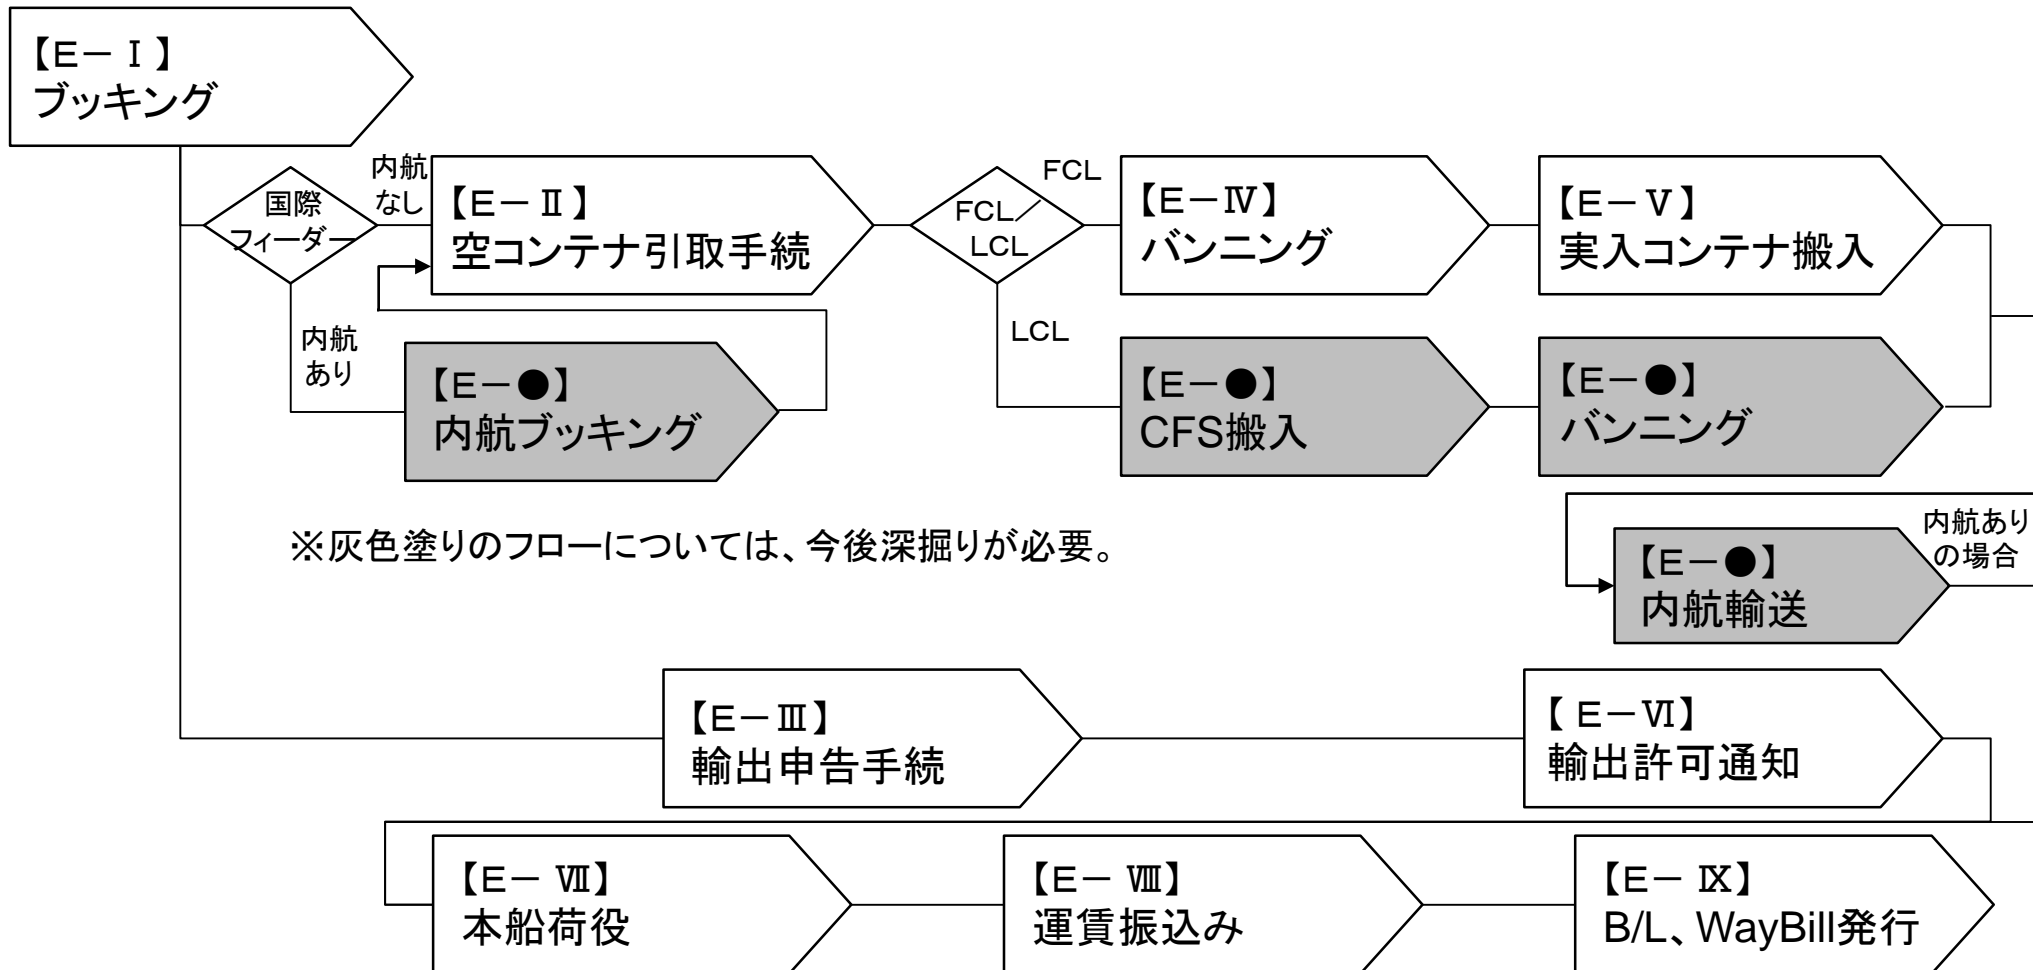 【E－Ⅰ】
ブッキング
国際
フィーダー
内航
なし
【E－Ⅱ】
空コンテナ引取手続
FCL／
LCL
FCL
【E－Ⅳ】
バンニング
【E－Ⅴ】
実入コンテナ搬入
内航
あり
【E－●】
内航ブッキング
LCL
【E－●】
CFS搬入
【E－●】
バンニング
※灰色塗りのフローについては、今後深掘りが必要。
【E－●】
内航輸送
内航あり
の場合
【E－Ⅲ】
輸出申告手続
【 E－Ⅵ】
輸出許可通知
【E－ Ⅶ】
本船荷役
【E－ Ⅷ】
運賃振込み
【E－ Ⅸ】
B/L、WayBill発行